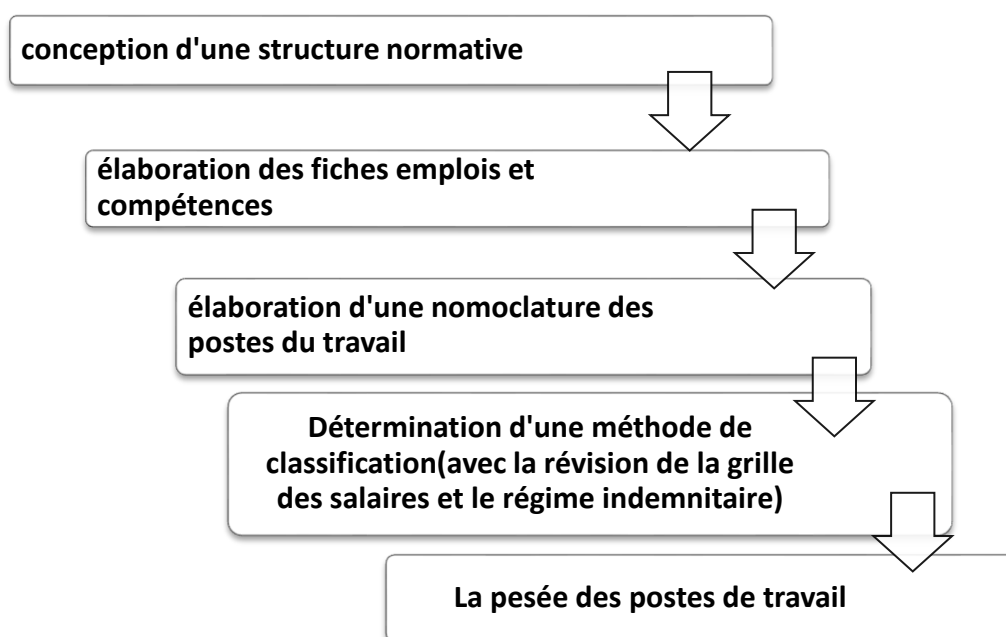 conception d'une structure normative
élaboration des fiches emplois et
compétences
élaboration d'une nomoclature des
postes du travail
Détermination d'une méthode de
classification(avec la révision de la grille
des salaires et le régime indemnitaire)
La pesée des postes de travail